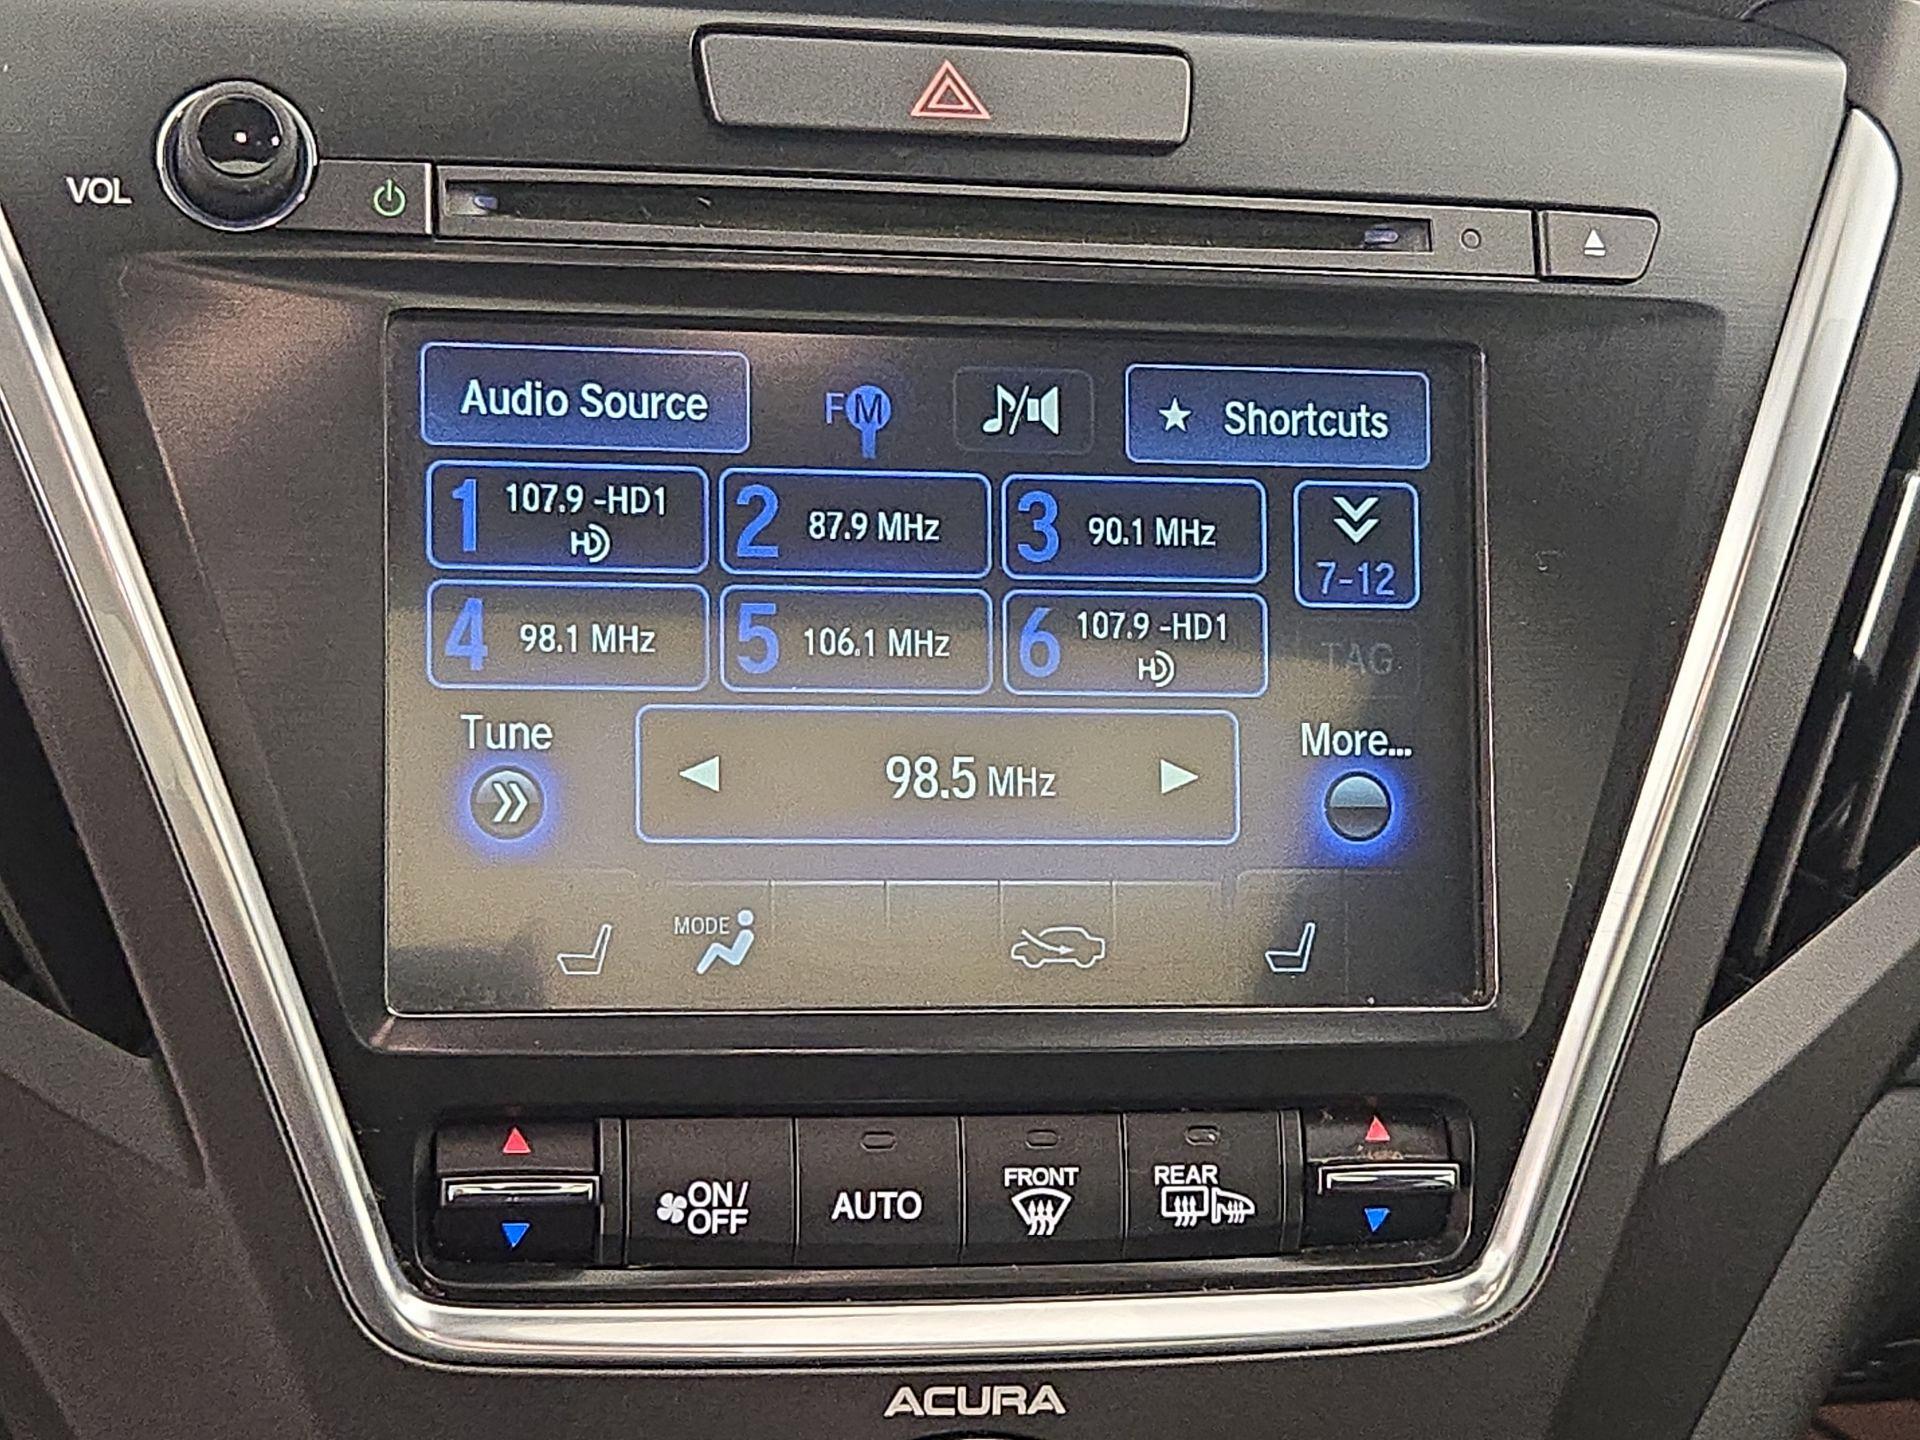 VOL
Audio Source
FM
Shortcuts
1 107.9 -HD1
HD
2 87.9 MHz
3 90.1 MHz
7-12
4 98.1 MHz
5 106.1 MHz
6 107.9 -HD1
HD
TAG
Tune
98.5 MHz
More...
MODE
ON/
OFF
AUTO
FRONT
REAR
ACURA